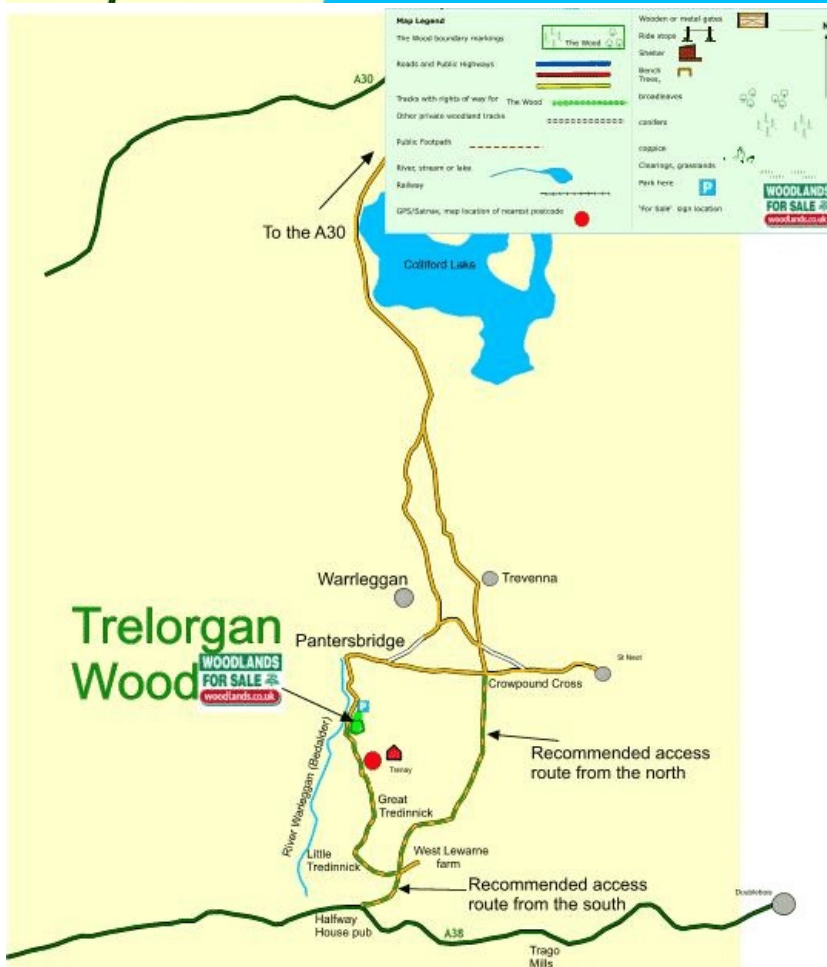 Map Legend
The Wood boundary markings
The Wood
Roads and Public Highways
Tracks with rights of way for The Wood
Other private woodland tracks
Public Footpath
River, stream or lake
Railway
GPS/Satnav, map location of nearest postcode
Wooden or metal gates
Ride stops
Shelter
Bench
Trees,
broadleaves
conifers
coppice
Clearings, grasslands
Park here
P
'For Sale' sign location
WOODLANDS
FOR SALE
woodlands.co.uk
A30
To the A30
Colliford Lake
Warrleggan
Trevenna
Trelorgan
Wood
WOODLANDS
FOR SALE
woodlands.co.uk
Pantersbridge
St Neot
Crowpound Cross
P
River Warleggan (Bedalder)
Recommended access
route from the north
Trenay
Great
Tredinnick
Little
Tredinnick
West Lewarne
farm
Recommended access
route from the south
Halfway
House pub
A38
Trago
Mills
Doublebois